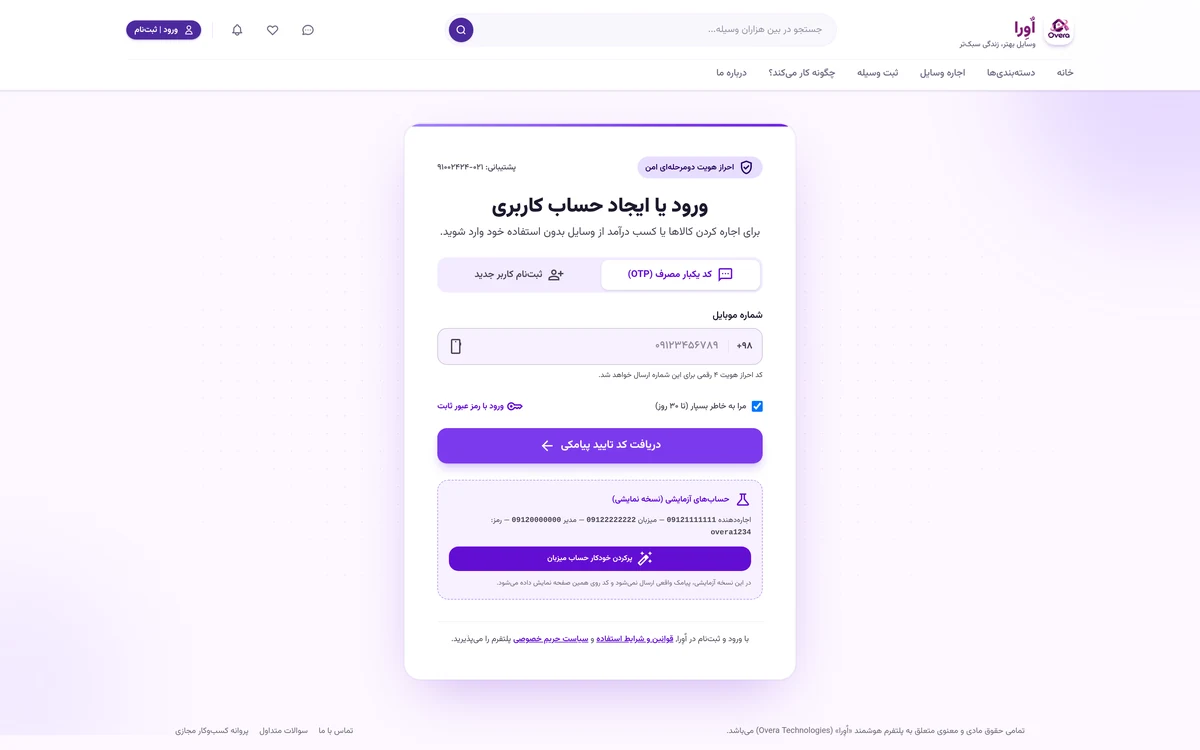 اُورا
وسایل بهتر، زندگی سبک‌تر
Overa
جستجو در بین هزاران وسیله...
ورود | ثبت‌نام
خانه
دسته‌بندی‌ها
اجاره وسایل
ثبت وسیله
چگونه کار می‌کند؟
درباره ما
احراز هویت دومرحله‌ای امن
پشتیبانی: ۰۲۱-۹۱۰۰۲۴۲۴
ورود یا ایجاد حساب کاربری
برای اجاره کردن کالاها یا کسب درآمد از وسایل بدون استفاده خود وارد شوید.
کد یکبار مصرف (OTP)
ثبت‌نام کاربر جدید
شماره موبایل
+۹۸
۰۹۱۲۳۴۵۶۷۸۹
کد احراز هویت ۴ رقمی برای این شماره ارسال خواهد شد.
مرا به خاطر بسپار (تا ۳۰ روز)
ورود با رمز عبور ثابت
دریافت کد تایید پیامکی
حساب‌های آزمایشی (نسخه نمایشی)
اجاره‌دهنده 09121111111 — میزبان 09122222222 — مدیر 09120000000 — رمز:
overa1234
پرکردن خودکار حساب میزبان
در این نسخه آزمایشی، پیامک واقعی ارسال نمی‌شود و کد روی همین صفحه نمایش داده می‌شود.
با ورود و ثبت‌نام در اُورا، قوانین و شرایط استفاده و سیاست حریم خصوصی پلتفرم را می‌پذیرید.
تمامی حقوق مادی و معنوی متعلق به پلتفرم هوشمند «اُورا» (Overa Technologies) می‌باشد.
تماس با ما
سوالات متداول
پروانه کسب‌وکار مجازی